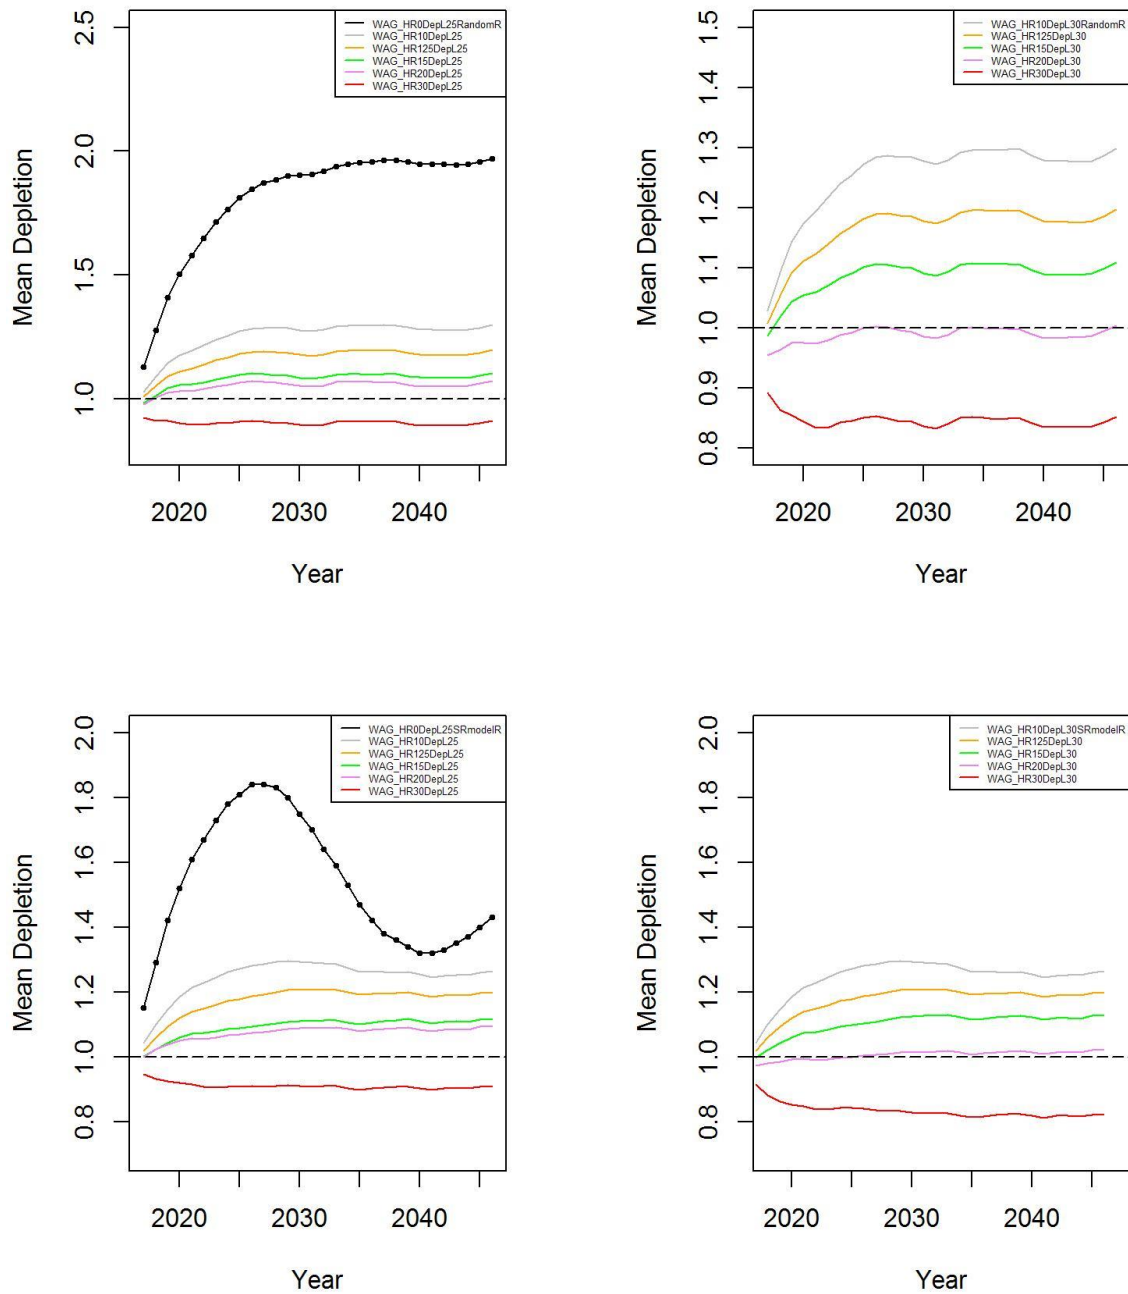 Mean Depletion
2.5
2.0
1.5
1.0
WAG_HR0DepL25RandomR
WAG_HR10DepL25
WAG_HR125DepL25
WAG_HR15DepL25
WAG_HR20DepL25
WAG_HR30DepL25
2020 2030 2040
Year
Mean Depletion
1.5
1.4
1.3
1.2
1.1
1.0
0.9
0.8
WAG_HR10DepL30RandomR
WAG_HR125DepL30
WAG_HR15DepL30
WAG_HR20DepL30
WAG_HR30DepL30
2020 2030 2040
Year
Mean Depletion
2.0
1.8
1.6
1.4
1.2
1.0
0.8
WAG_HR0DepL25SRmodelR
WAG_HR10DepL25
WAG_HR125DepL25
WAG_HR15DepL25
WAG_HR20DepL25
WAG_HR30DepL25
2020 2030 2040
Year
Mean Depletion
2.0
1.8
1.6
1.4
1.2
1.0
0.8
WAG_HR10DepL30SRmodelR
WAG_HR125DepL30
WAG_HR15DepL30
WAG_HR20DepL30
WAG_HR30DepL30
2020 2030 2040
Year